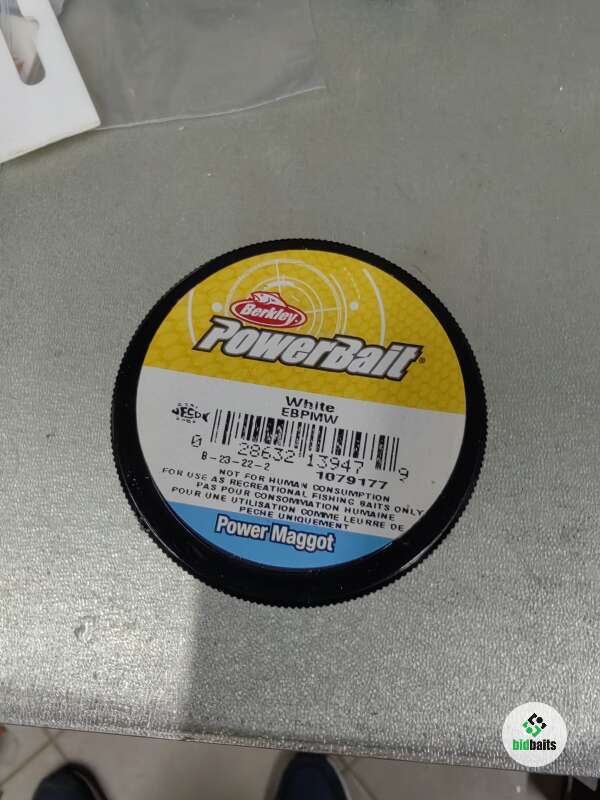 Berkley
PowerBait®
White
EBPMW
0 28632 13947 9
B-23-22-2
1079177
NOT FOR HUMAN CONSUMPTION
FOR USE AS RECREATIONAL FISHING BAITS ONLY
PAS POUR CONSOMMATION HUMAINE
POUR UNE UTILISATION COMME LEURRE DE
PECHE UNIQUEMENT
Power Maggot
bidbaits